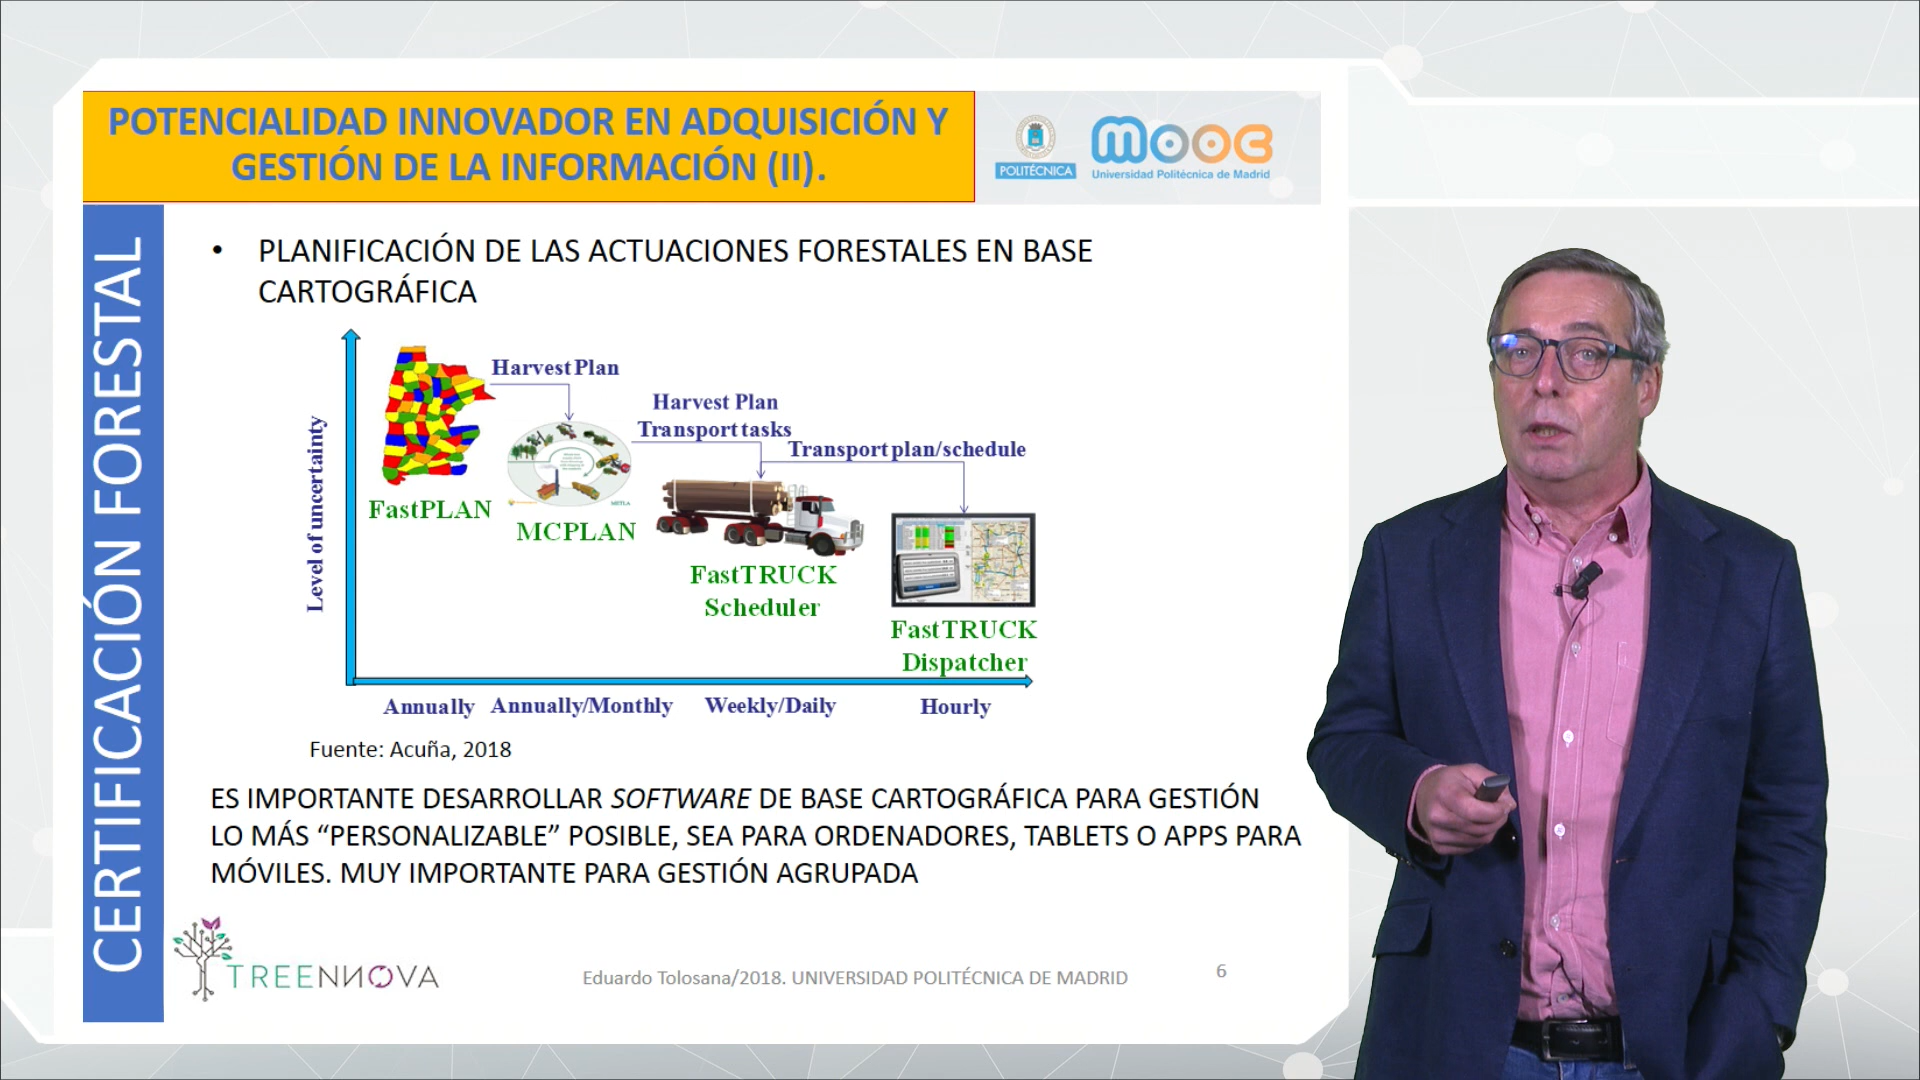 POTENCIALIDAD INNOVADOR EN ADQUISICIÓN Y
GESTIÓN DE LA INFORMACIÓN (II).
POLITÉCNICA
mooc
Universidad Politécnica de Madrid
CERTIFICACIÓN FORESTAL
• PLANIFICACIÓN DE LAS ACTUACIONES FORESTALES EN BASE
CARTOGRÁFICA
Level of uncertainty
Harvest Plan
Harvest Plan
Transport tasks
Transport plan/schedule
FastPLAN
MCPLAN
METLA
FastTRUCK
Scheduler
FastTRUCK
Dispatcher
Annually
Annually/Monthly
Weekly/Daily
Hourly
Fuente: Acuña, 2018
ES IMPORTANTE DESARROLLAR SOFTWARE DE BASE CARTOGRÁFICA PARA GESTIÓN
LO MÁS “PERSONALIZABLE” POSIBLE, SEA PARA ORDENADORES, TABLETS O APPS PARA
MÓVILES. MUY IMPORTANTE PARA GESTIÓN AGRUPADA
TREENNOVA
Eduardo Tolosana/2018. UNIVERSIDAD POLITÉCNICA DE MADRID
6